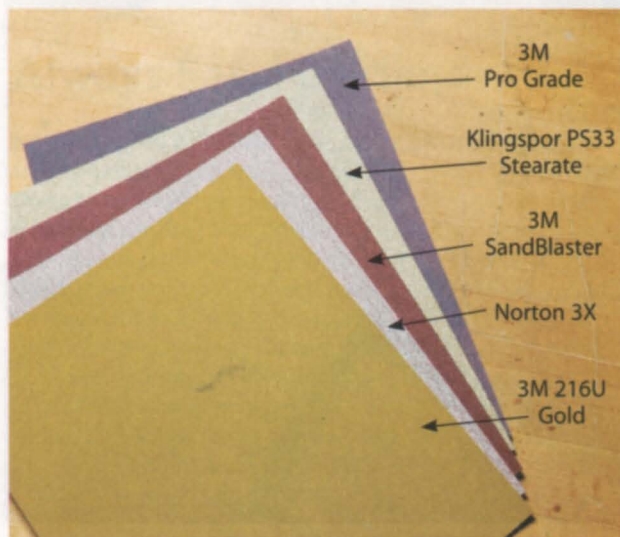 3M
Pro Grade
Klingspor PS33
Stearate
3M
SandBlaster
Norton 3X
3M 216U
Gold